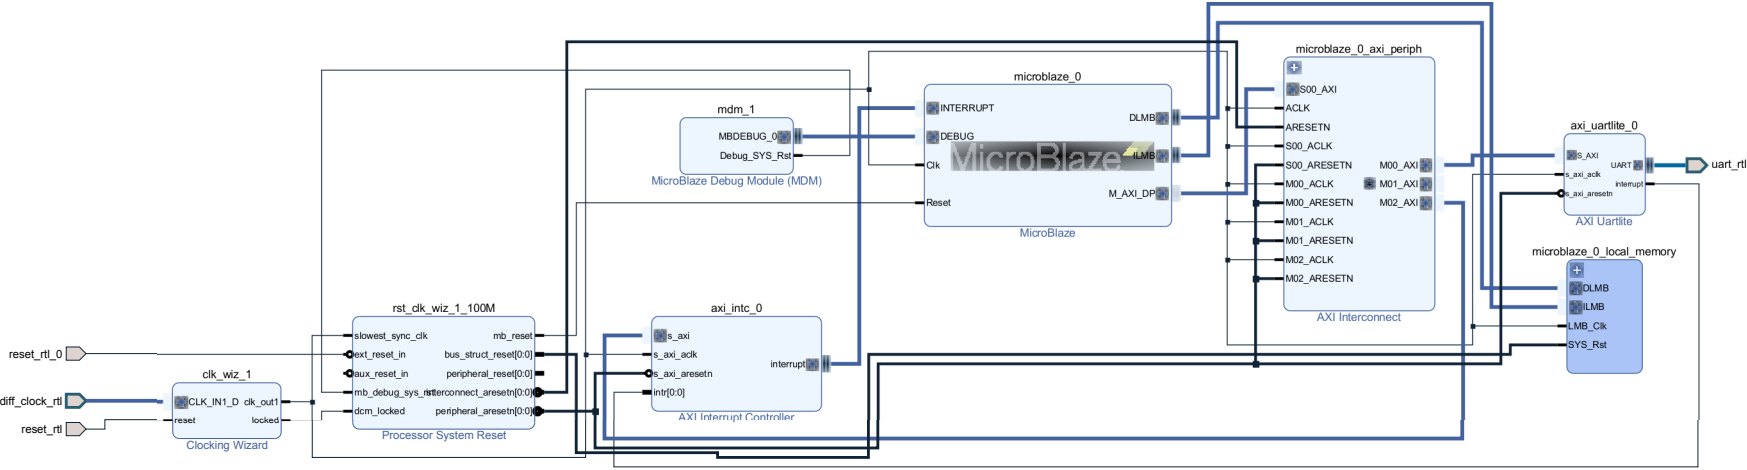 reset_rtl_0
diff_clock_rtl
reset_rtl
clk_wiz_1
CLK_IN1_D clk_out1
reset locked
Clocking Wizard
rst_clk_wiz_1_100M
slowest_sync_clk mb_reset
ext_reset_in bus_struct_reset[0:0]
aux_reset_in peripheral_reset[0:0]
mb_debug_sys_rst interconnect_aresetn[0:0]
dcm_locked peripheral_aresetn[0:0]
Processor System Reset
mdm_1
MBDEBUG_0
Debug_SYS_Rst
MicroBlaze Debug Module (MDM)
axi_intc_0
s_axi
s_axi_aclk
s_axi_aresetn interrupt
intr[0:0]
AXI Interrupt Controller
microblaze_0
INTERRUPT
DLMB
DEBUG
MicroBlaze
ILMB
Clk
M_AXI_DP
Reset
MicroBlaze
microblaze_0_axi_periph
S00_AXI
ACLK
ARESETN
S00_ACLK
S00_ARESETN M00_AXI
M00_ACLK M01_AXI
M00_ARESETN M02_AXI
M01_ACLK
M01_ARESETN
M02_ACLK
M02_ARESETN
AXI Interconnect
axi_uartlite_0
S_AXI UART
s_axi_aclk interrupt
s_axi_aresetn
AXI Uartlite
uart_rtl
microblaze_0_local_memory
DLMB
ILMB
LMB_Clk
SYS_Rst